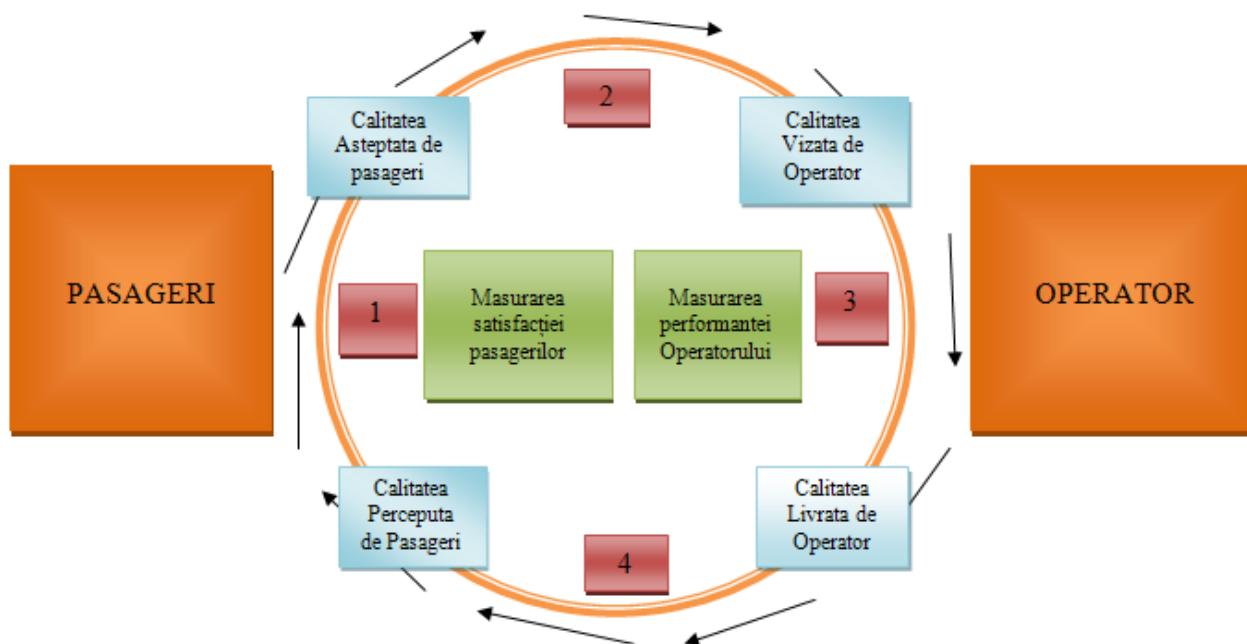 2
Calitatea
Asteptata de
pasageri
Calitatea
Vizata de
Operator
PASAGERI
1
Masurarea
satisfacției
pasagerilor
Masurarea
performantei
Operatorului
3
OPERATOR
Calitatea
Perceputa
de Pasageri
Calitatea
Livrata de
Operator
4